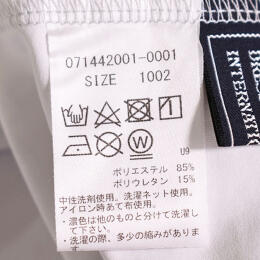 071442001-0001
SIZE 1002
W
U9
ポリエステル 85%
ポリウレタン 15%
中性洗剤使用。洗濯ネット使用。
アイロン時あて布使用。
・濃色は他のものと分けて洗濯し
て下さい。
・洗濯の際、多少の縮みがありま